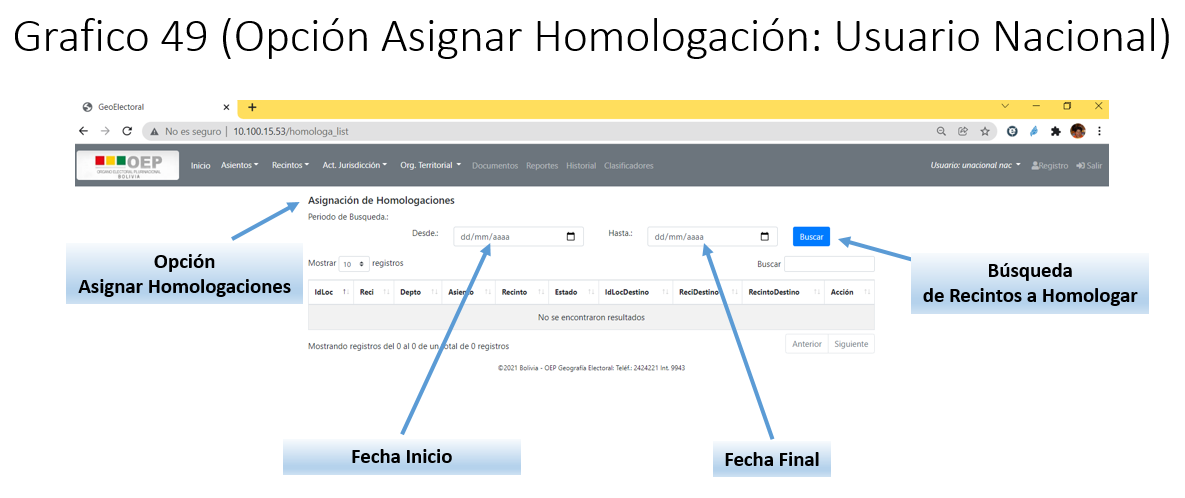 Grafico 49 (Opción Asignar Homologación: Usuario Nacional)
GeoElectoral
No es seguro | 10.100.15.53/homologa_list
OEP
ORGANO ELECTORAL PLURINACIONAL
BOLIVIA
Inicio Asientos Recintos Act. Jurisdicción Org. Territorial Documentos Reportes Historial Clasificadores
Usuario: unacional nac Registro Salir
Asignación de Homologaciones
Periodo de Busqueda.:
Desde.: dd/mm/aaaa Hasta.: dd/mm/aaaa Buscar
Opción
Asignar Homologaciones
Búsqueda
de Recintos a Homologar
Mostrar 10 registros Buscar
IdLoc Reci Depto Asiento Recinto Estado IdLocDestino ReciDestino RecintoDestino Acción
No se encontraron resultados
Mostrando registros del 0 al 0 de un total de 0 registros
Anterior Siguiente
©2021 Bolivia - OEP Geografía Electoral: Teléf.: 2424221 Int. 9943
Fecha Inicio
Fecha Final